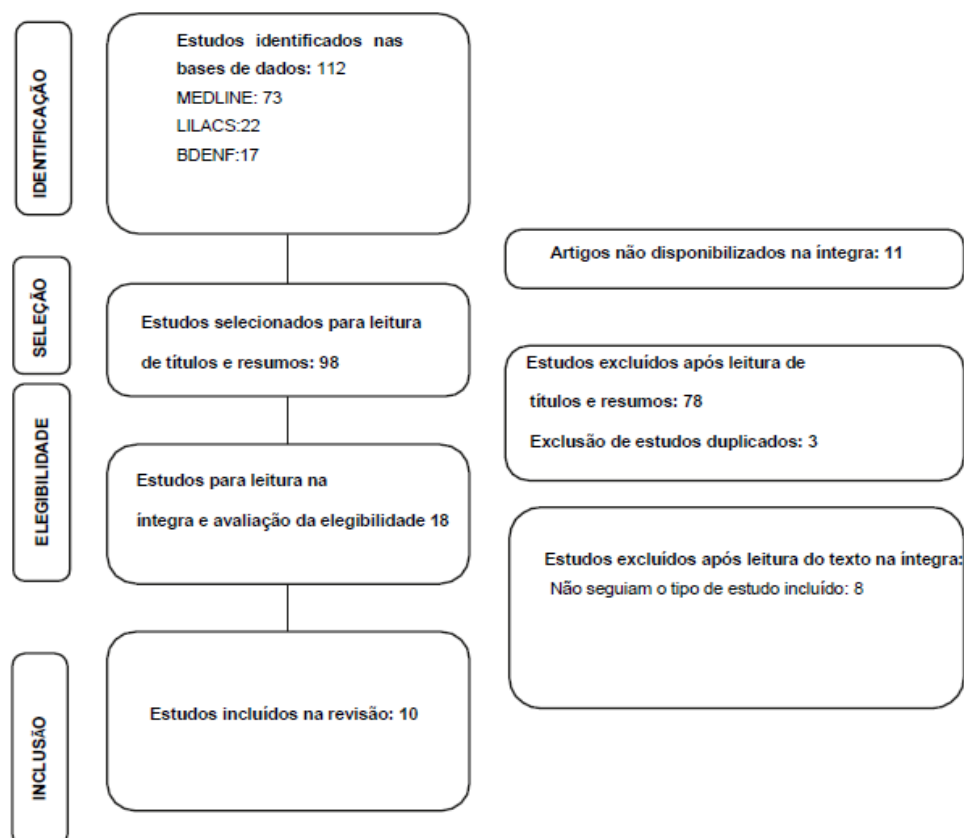 IDENTIFICAÇÃO
Estudos identificados nas
bases de dados: 112
MEDLINE: 73
LILACS:22
BDENF:17
Artigos não disponibilizados na íntegra: 11
SELEÇÃO
Estudos selecionados para leitura
de títulos e resumos: 98
Estudos excluídos após leitura de
títulos e resumos: 78
Exclusão de estudos duplicados: 3
ELEGIBILIDADE
Estudos para leitura na
íntegra e avaliação da elegibilidade 18
Estudos excluídos após leitura do texto na íntegra:
Não seguiam o tipo de estudo incluído: 8
INCLUSÃO
Estudos incluídos na revisão: 10